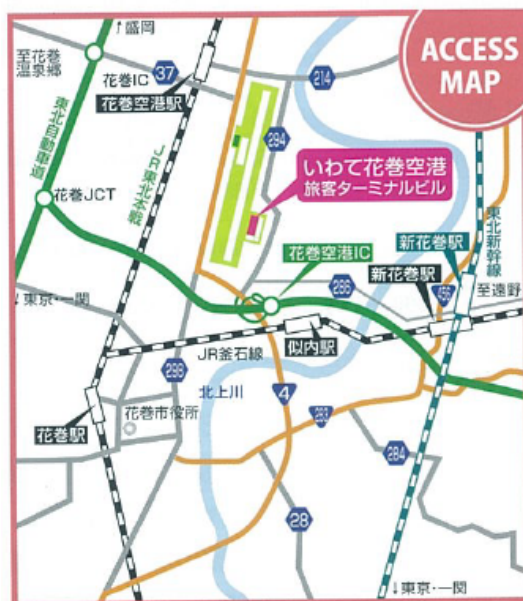 ACCESS
MAP
↑盛岡
至花巻
温泉郷
花巻IC
37
花巻空港駅
214
東北自動車道
JR東北本線
294
いわて花巻空港
旅客ターミナルビル
花巻JCT
花巻空港IC
新花巻駅
東北新幹線
286
新花巻駅
456
至遠野
↓東京・一関
似内駅
JR釜石線
298
北上川
4
花巻市役所
花巻駅
283
284
28
↓東京・一関